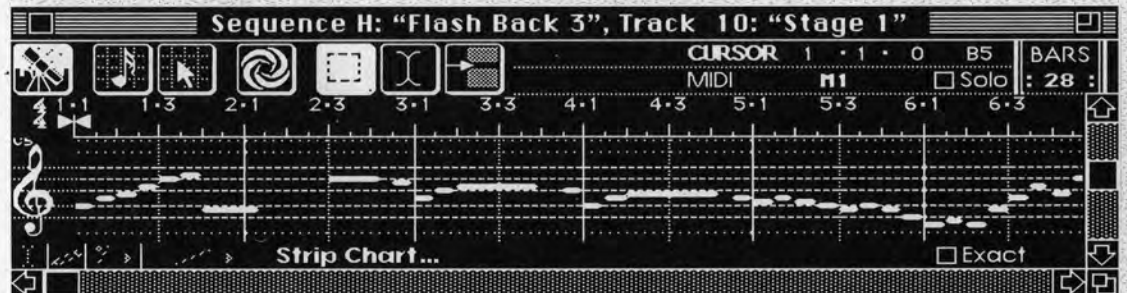 Sequence H: “Flash Back 3”, Track 10: “Stage 1”
CURSOR 1 · 1 · 0 B5 BARS
MIDI M1 Solo : 28 :
4/4 1·1 1·3 2·1 2·3 3·1 3·3 4·1 4·3 5·1 5·3 6·1 6·3
C5
Strip Chart... Exact